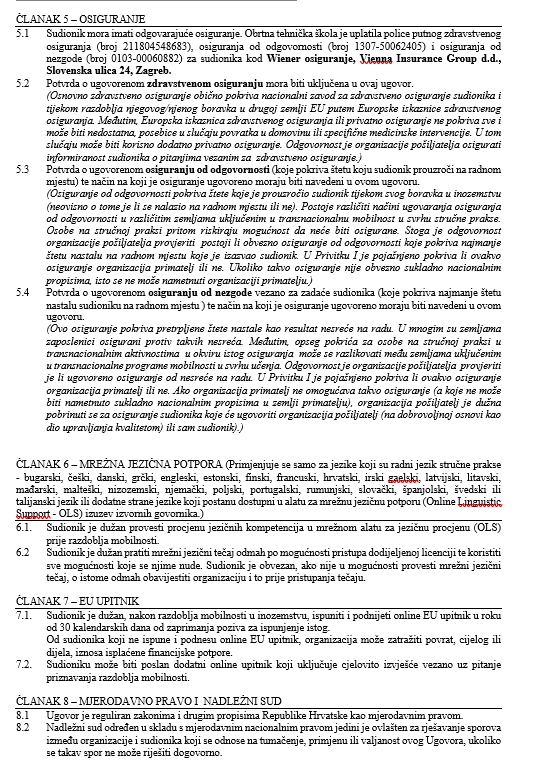 ČLANAK 5 – OSIGURANJE
5.1 Sudionik mora imati odgovarajuće osiguranje. Obrtna tehnička škola je uplatila police putnog zdravstvenog
osiguranja (broj 211804548683), osiguranja od odgovornosti (broj 1307-50062405) i osiguranja od
nezgode (broj 0103-00060882) za sudionika kod Wiener osiguranje, Vienna Insurance Group d.d.,
Slovenska ulica 24, Zagreb.
5.2 Potvrda o ugovorenom zdravstvenom osiguranju mora biti uključena u ovaj ugovor.
(Osnovno zdravstveno osiguranje obično pokriva nacionalni zavod za zdravstveno osiguranje sudionika i
tijekom razdoblja njegovog/njenog boravka u drugoj zemlji EU putem Europske iskaznice zdravstvenog
osiguranja. Međutim, Europska iskaznica zdravstvenog osiguranja ili privatno osiguranje ne pokriva sve i
može biti nedostatna, posebice u slučaju povratka u domovinu ili specifične medicinske intervencije. U tom
slučaju može biti korisno dodatno privatno osiguranje. Odgovornost je organizacije pošiljatelja osigurati
informiranost sudionika o pitanjima vezanim za zdravstveno osiguranje.)
5.3 Potvrda o ugovorenom osiguranju od odgovornosti (koje pokriva štetu koju sudionik prouzroči na radnom
mjestu) te način na koji je osiguranje ugovoreno moraju biti navedeni u ovom ugovoru.
(Osiguranje od odgovornosti pokriva štete koje je prouzročio sudionik tijekom svog boravka u inozemstvu
(neovisno o tome je li se nalazio na radnom mjestu ili ne). Postoje različiti načini ugovaranja osiguranja
od odgovornosti u različitim zemljama uključenim u transnacionalnu mobilnost u svrhu stručne prakse.
Osobe na stručnoj praksi pritom riskiraju mogućnost da neće biti osigurane. Stoga je odgovornost
organizacije pošiljatelja provjeriti postoji li obvezno osiguranje od odgovornosti koje pokriva najmanje
štetu nastalu na radnom mjestu koje je izazvao sudionik. U Privitku I je pojašnjeno pokriva li ovakvo
osiguranje organizacija primatelj ili ne. Ukoliko takvo osiguranje nije obvezno sukladno nacionalnim
propisima, isto se ne može nametnuti organizaciji primatelju.)
5.4 Potvrda o ugovorenom osiguranju od nezgode vezano za zadaće sudionika (koje pokriva najmanje štetu
nastalu sudioniku na radnom mjestu ) te način na koji je osiguranje ugovoreno moraju biti navedeni u ovom
ugovoru.
(Ovo osiguranje pokriva pretrpljene štete nastale kao rezultat nesreće na radu. U mnogim su zemljama
zaposlenici osigurani protiv takvih nesreća. Međutim, opseg pokrića za osobe na stručnoj praksi u
transnacionalnim aktivnostima u okviru istog osiguranja može se razlikovati među zemljama uključenim
u transnacionalne programe mobilnosti u svrhu učenja. Odgovornost je organizacije pošiljatelja provjeriti
je li ugovoreno osiguranje od nesreće na radu. U Privitku I je pojašnjeno pokriva li ovakvo osiguranje
organizacija primatelj ili ne. Ako organizacija primatelj ne omogućava takvo osiguranje (a koje ne može
biti nametnuto sukladno nacionalnim propisima u zemlji primatelju), organizacija pošiljatelj je dužna
pobrinuti se za osiguranje sudionika koje će ugovoriti organizacija pošiljatelj (na dobrovoljnoj osnovi kao
dio upravljanja kvalitetom) ili sam sudionik).)
ČLANAK 6 – MREŽNA JEZIČNA POTPORA (Primjenjuje se samo za jezike koji su radni jezik stručne prakse
- bugarski, češki, danski, grčki, engleski, estonski, finski, francuski, hrvatski, irski gaelski, latvijski, litavski,
mađarski, malteški, nizozemski, njemački, poljski, portugalski, rumunjski, slovački, španjolski, švedski ili
talijanski jezik ili dodatne strane jezike koji postanu dostupni u alatu za mrežnu jezičnu potporu (Online Linguistic
Support - OLS) izuzev izvornih govornika.)
6.1. Sudionik je dužan provesti procjenu jezičnih kompetencija u mrežnom alatu za jezičnu procjenu (OLS)
prije razdoblja mobilnosti.
6.2 Sudionik je dužan pratiti mrežni jezični tečaj odmah po mogućnosti pristupa dodijeljenoj licenciji te koristiti
sve mogućnosti koje se njime nude. Sudionik je obvezan, ako nije u mogućnosti provesti mrežni jezični
tečaj, o istome odmah obavijestiti organizaciju i to prije pristupanja tečaju.
ČLANAK 7 – EU UPITNIK
7.1. Sudionik je dužan, nakon razdoblja mobilnosti u inozemstvu, ispuniti i podnijeti online EU upitnik u roku
od 30 kalendarskih dana od zaprimanja poziva za ispunjenje istog.
Od sudionika koji ne ispune i podnesu online EU upitnik, organizacija može zatražiti povrat, cijelog ili
dijela, iznosa isplaćene financijske potpore.
7.2. Sudioniku može biti poslan dodatni online upitnik koji uključuje cjelovito izvješće vezano uz pitanje
priznavanja razdoblja mobilnosti.
ČLANAK 8 – MJERODAVNO PRAVO I NADLEŽNI SUD
8.1 Ugovor je reguliran zakonima i drugim propisima Republike Hrvatske kao mjerodavnim pravom.
8.2 Nadležni sud određen u skladu s mjerodavnim nacionalnim pravom jedini je ovlašten za rješavanje sporova
između organizacije i sudionika koji se odnose na tumačenje, primjenu ili valjanost ovog Ugovora, ukoliko
se takav spor ne može riješiti dogovorno.